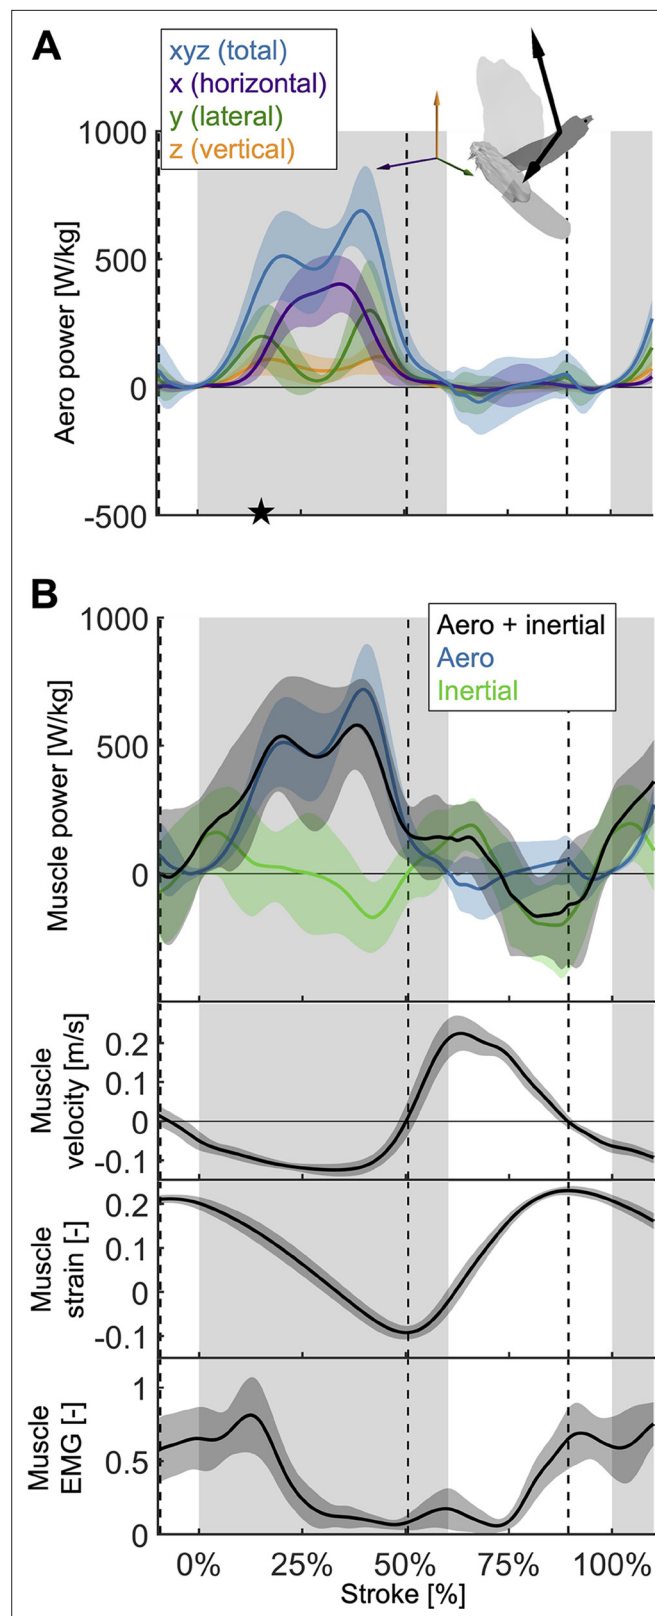 A
xyz (total)
x (horizontal)
y (lateral)
z (vertical)
1000
500
0
-500
Aero power [W/kg]
B
1000
500
0
Muscle power [W/kg]
Aero + inertial
Aero
Inertial
0.2
0.1
0
-0.1
Muscle
velocity [m/s]
0.2
0.1
0
-0.1
Muscle
strain [-]
1
0.5
0
Muscle
EMG [-]
0% 25% 50% 75% 100%
Stroke [%]